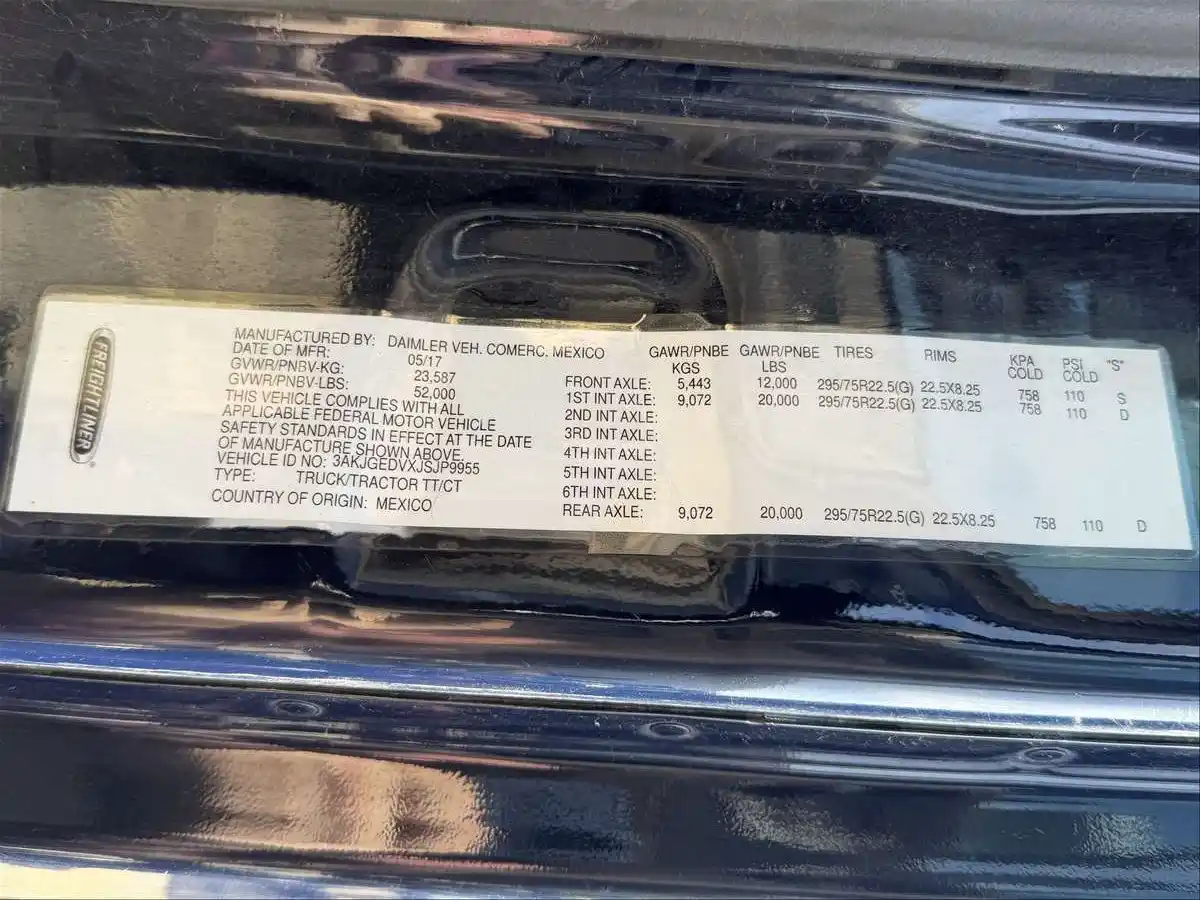 FREIGHTLINER
MANUFACTURED BY: DAIMLER VEH. COMERC. MEXICO
DATE OF MFR: 05/17
GVWR/PNBV-KG: 23,587
GVWR/PNBV-LBS: 52,000
THIS VEHICLE COMPLIES WITH ALL
APPLICABLE FEDERAL MOTOR VEHICLE
SAFETY STANDARDS IN EFFECT AT THE DATE
OF MANUFACTURE SHOWN ABOVE.
VEHICLE ID NO: 3AKJGEDVXJSJP9955
TYPE: TRUCK/TRACTOR TT/CT
COUNTRY OF ORIGIN: MEXICO
GAWR/PNBE GAWR/PNBE TIRES RIMS KPA PSI "S"
KGS LBS COLD COLD
FRONT AXLE: 5,443 12,000 295/75R22.5(G) 22.5X8.25 758 110 S
1ST INT AXLE: 9,072 20,000 295/75R22.5(G) 22.5X8.25 758 110 D
2ND INT AXLE:
3RD INT AXLE:
4TH INT AXLE:
5TH INT AXLE:
6TH INT AXLE:
REAR AXLE: 9,072 20,000 295/75R22.5(G) 22.5X8.25 758 110 D